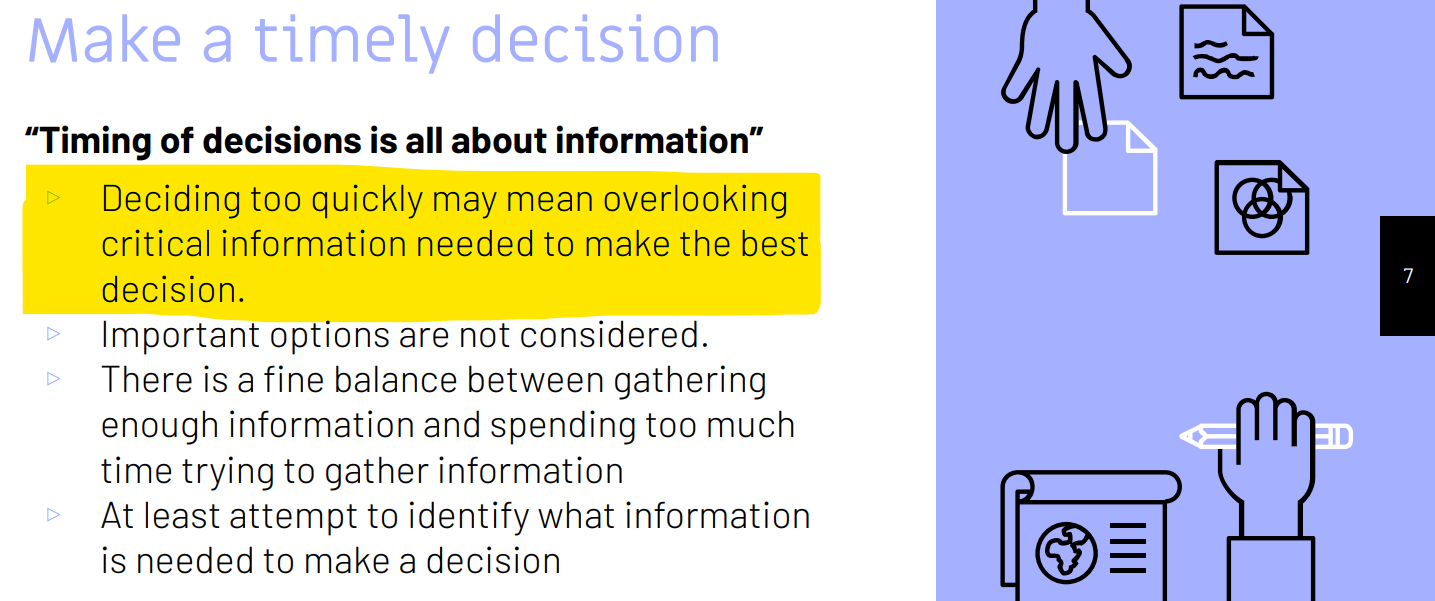 Make a timely decision
“Timing of decisions is all about information”
▷ Deciding too quickly may mean overlooking
critical information needed to make the best
decision.
▷ Important options are not considered.
▷ There is a fine balance between gathering
enough information and spending too much
time trying to gather information
▷ At least attempt to identify what information
is needed to make a decision
7